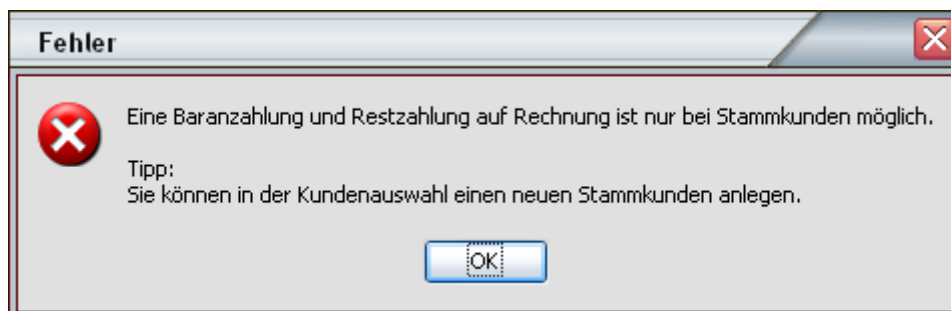 Fehler
Eine Baranzahlung und Restzahlung auf Rechnung ist nur bei Stammkunden möglich.
Tipp:
Sie können in der Kundenauswahl einen neuen Stammkunden anlegen.
OK